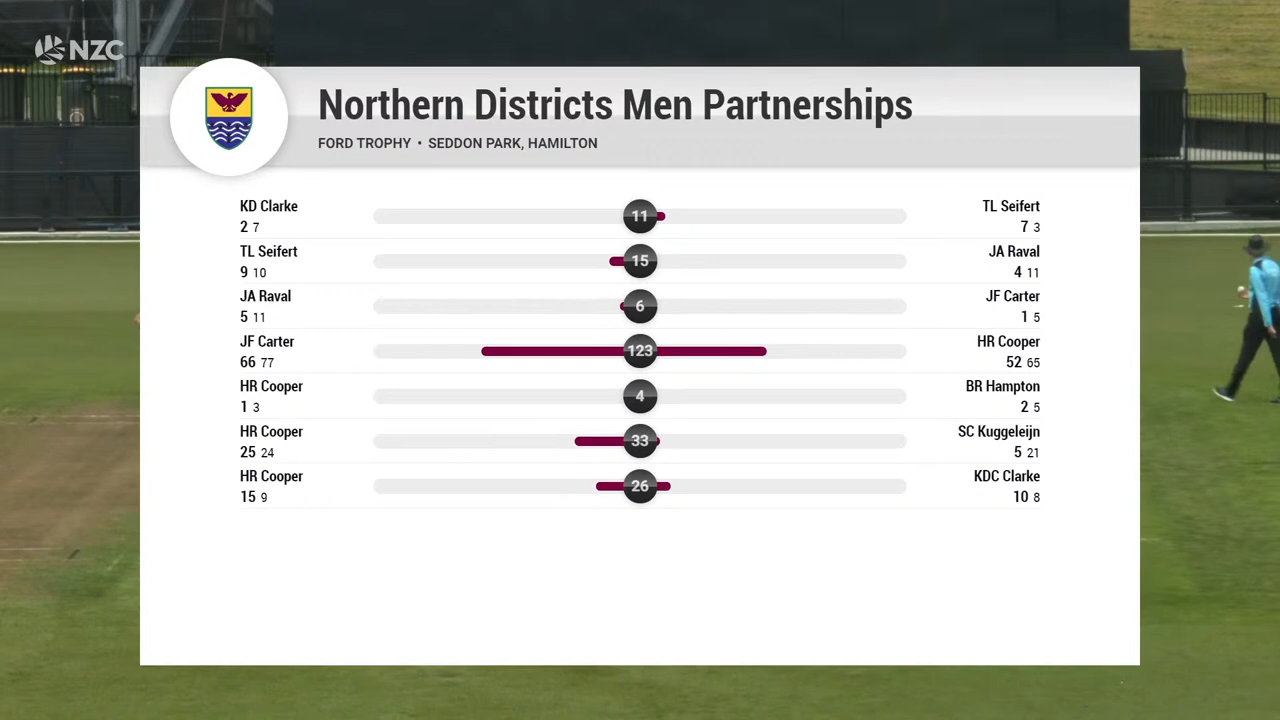 NZC
Northern Districts Men Partnerships
FORD TROPHY • SEDDON PARK, HAMILTON
KD Clarke 11 TL Seifert
2 7 7 3
TL Seifert 15 JA Raval
9 10 4 11
JA Raval 6 JF Carter
5 11 1 5
JF Carter 123 HR Cooper
66 77 52 65
HR Cooper 4 BR Hampton
1 3 2 5
HR Cooper 33 SC Kuggeleijn
25 24 5 21
HR Cooper 26 KDC Clarke
15 9 10 8